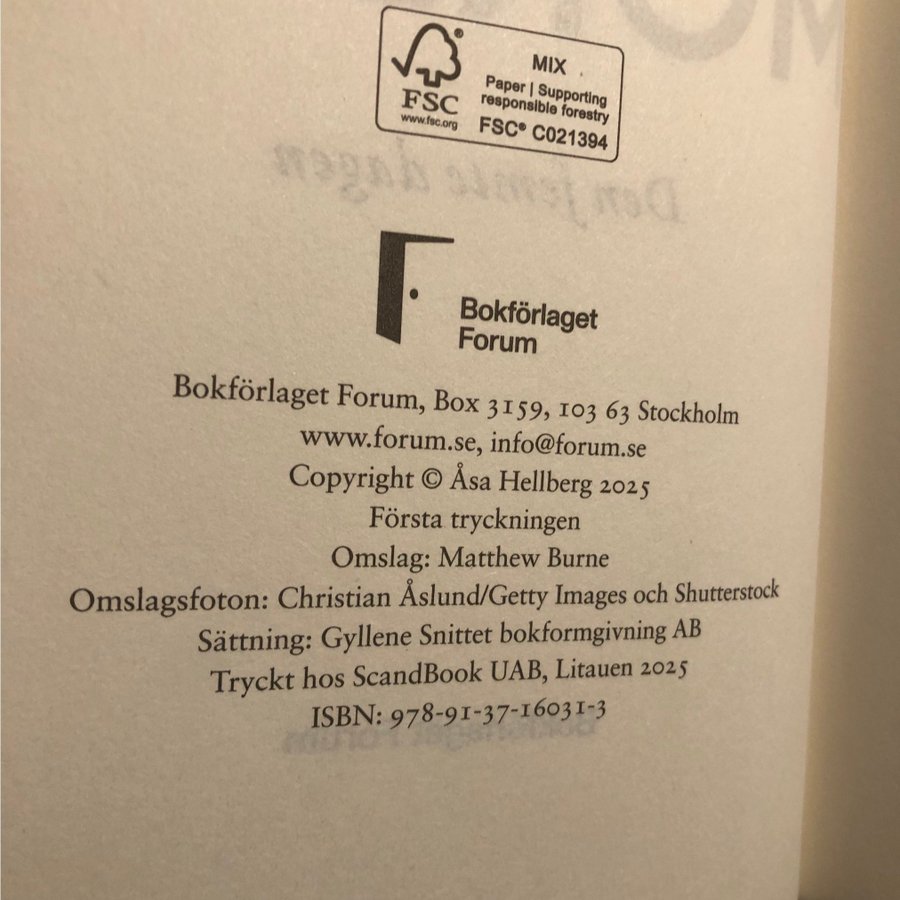 FSC
www.fsc.org
MIX
Paper | Supporting
responsible forestry
FSC® C021394
Den femte dagen
Bokförlaget
Forum
Bokförlaget Forum, Box 3159, 103 63 Stockholm
www.forum.se, info@forum.se
Copyright © Åsa Hellberg 2025
Första tryckningen
Omslag: Matthew Burne
Omslagsfoton: Christian Åslund/Getty Images och Shutterstock
Sättning: Gyllene Snittet bokformgivning AB
Tryckt hos ScandBook UAB, Litauen 2025
ISBN: 978-91-37-16031-3